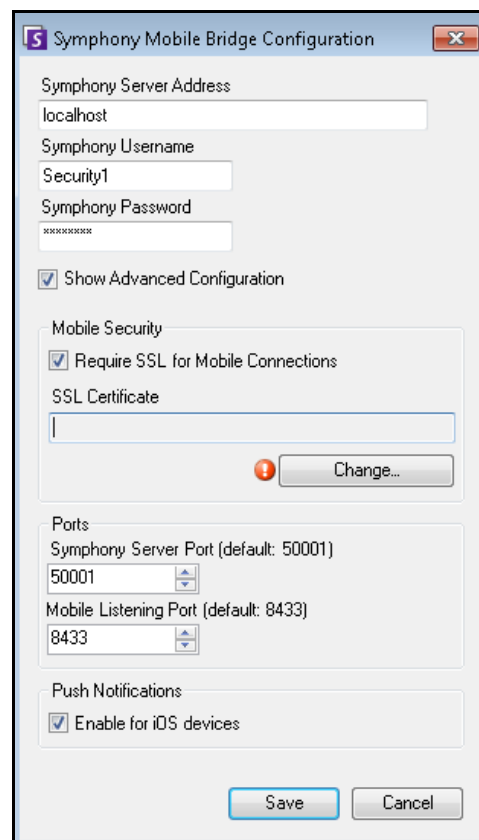 Symphony Mobile Bridge Configuration
Symphony Server Address
localhost
Symphony Username
Security1
Symphony Password
********
Show Advanced Configuration
Mobile Security
Require SSL for Mobile Connections
SSL Certificate
Change...
Ports
Symphony Server Port (default: 50001)
50001
Mobile Listening Port (default: 8433)
8433
Push Notifications
Enable for iOS devices
Save Cancel